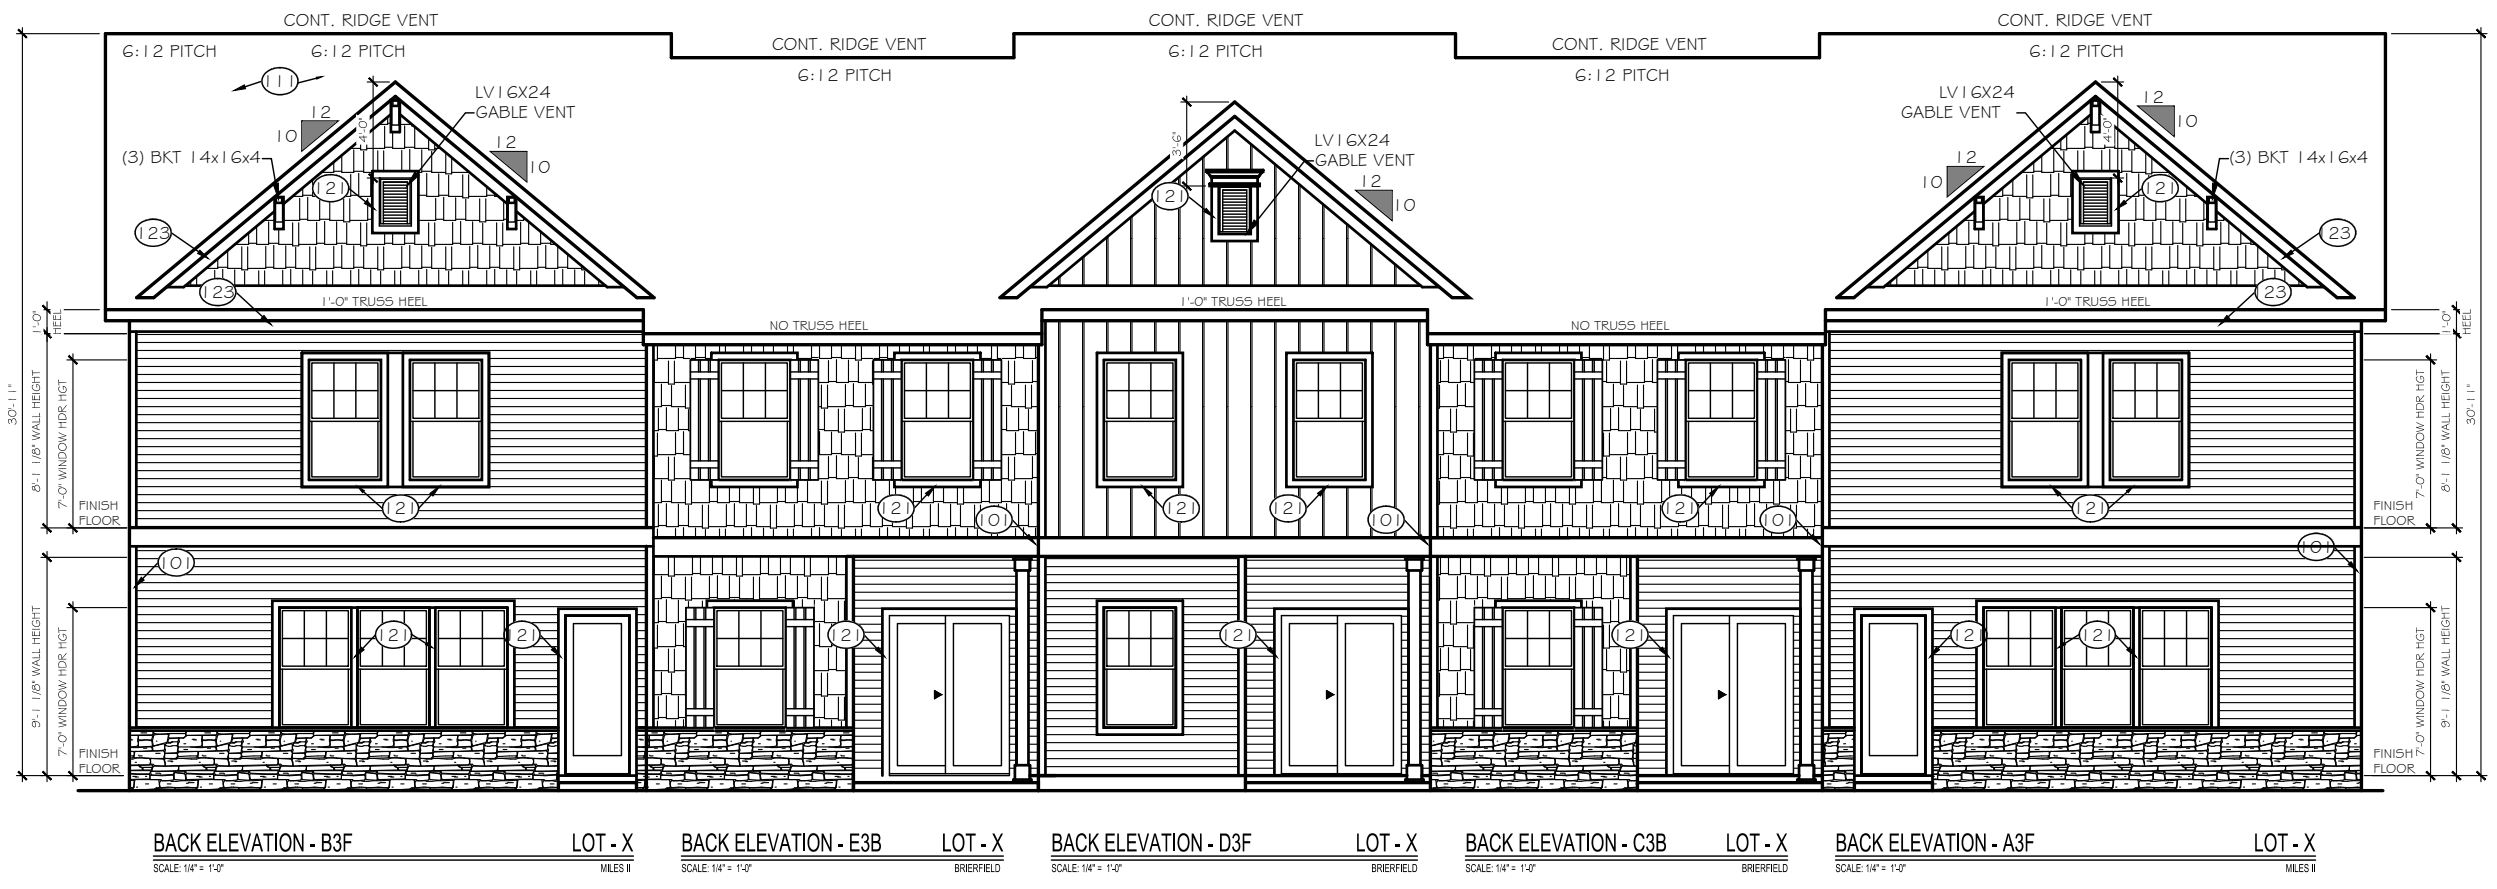 CONT. RIDGE VENT
CONT. RIDGE VENT
CONT. RIDGE VENT
CONT. RIDGE VENT
CONT. RIDGE VENT
6:12 PITCH
6:12 PITCH
6:12 PITCH
6:12 PITCH
6:12 PITCH
6:12 PITCH
111
LV16X24
GABLE VENT
12
10
12
10
4'-0"
(3) BKT 14x16x4
121
123
123
1'-0" TRUSS HEEL
3'-6"
LV16X24
GABLE VENT
121
12
10
1'-0" TRUSS HEEL
LV16X24
GABLE VENT
4'-0"
12
10
12
10
(3) BKT 14x16x4
121
123
123
1'-0" TRUSS HEEL
NO TRUSS HEEL
NO TRUSS HEEL
30'-11"
1'-0"
HEEL
8'-1 1/8" WALL HEIGHT
7'-0" WINDOW HDR HGT
FINISH
FLOOR
9'-1 1/8" WALL HEIGHT
7'-0" WINDOW HDR HGT
FINISH
FLOOR
121
121
101
121
121
101
121
101
121
101
101
121
121
121
121
121
121
121
1'-0"
HEEL
30'-11"
7'-0" WINDOW HDR HGT
8'-1 1/8" WALL HEIGHT
FINISH
FLOOR
7'-0" WINDOW HDR HGT
9'-1 1/8" WALL HEIGHT
FINISH
FLOOR
BACK ELEVATION - B3F LOT - X
SCALE: 1/4" = 1'-0" MILES II
BACK ELEVATION - E3B LOT - X
SCALE: 1/4" = 1'-0" BRIERFIELD
BACK ELEVATION - D3F LOT - X
SCALE: 1/4" = 1'-0" BRIERFIELD
BACK ELEVATION - C3B LOT - X
SCALE: 1/4" = 1'-0" BRIERFIELD
BACK ELEVATION - A3F LOT - X
SCALE: 1/4" = 1'-0" MILES II